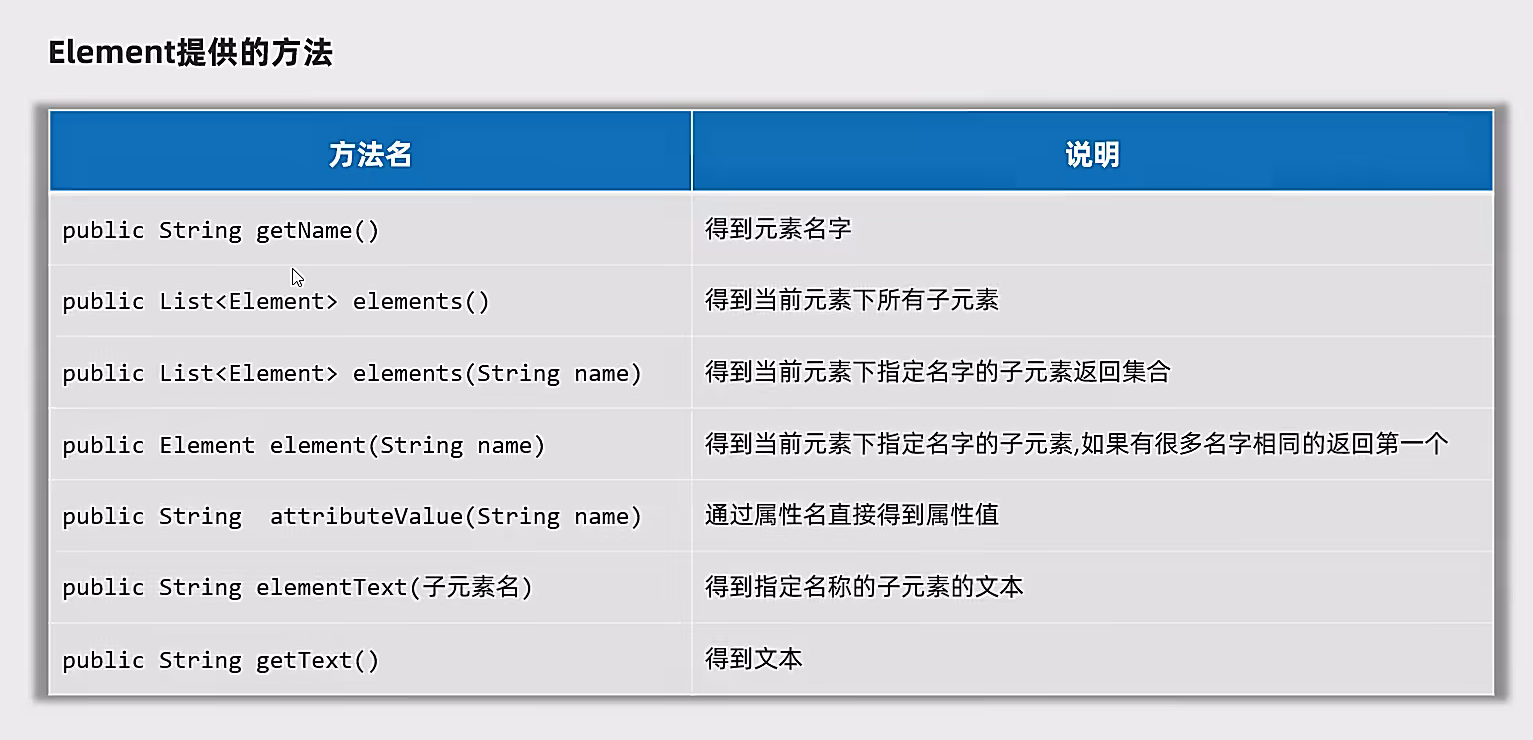 Element提供的方法
方法名 说明
public String getName() 得到元素名字
public List<Element> elements() 得到当前元素下所有子元素
public List<Element> elements(String name) 得到当前元素下指定名字的子元素返回集合
public Element element(String name) 得到当前元素下指定名字的子元素,如果有很多名字相同的返回第一个
public String  attributeValue(String name) 通过属性名直接得到属性值
public String elementText(子元素名) 得到指定名称的子元素的文本
public String getText() 得到文本